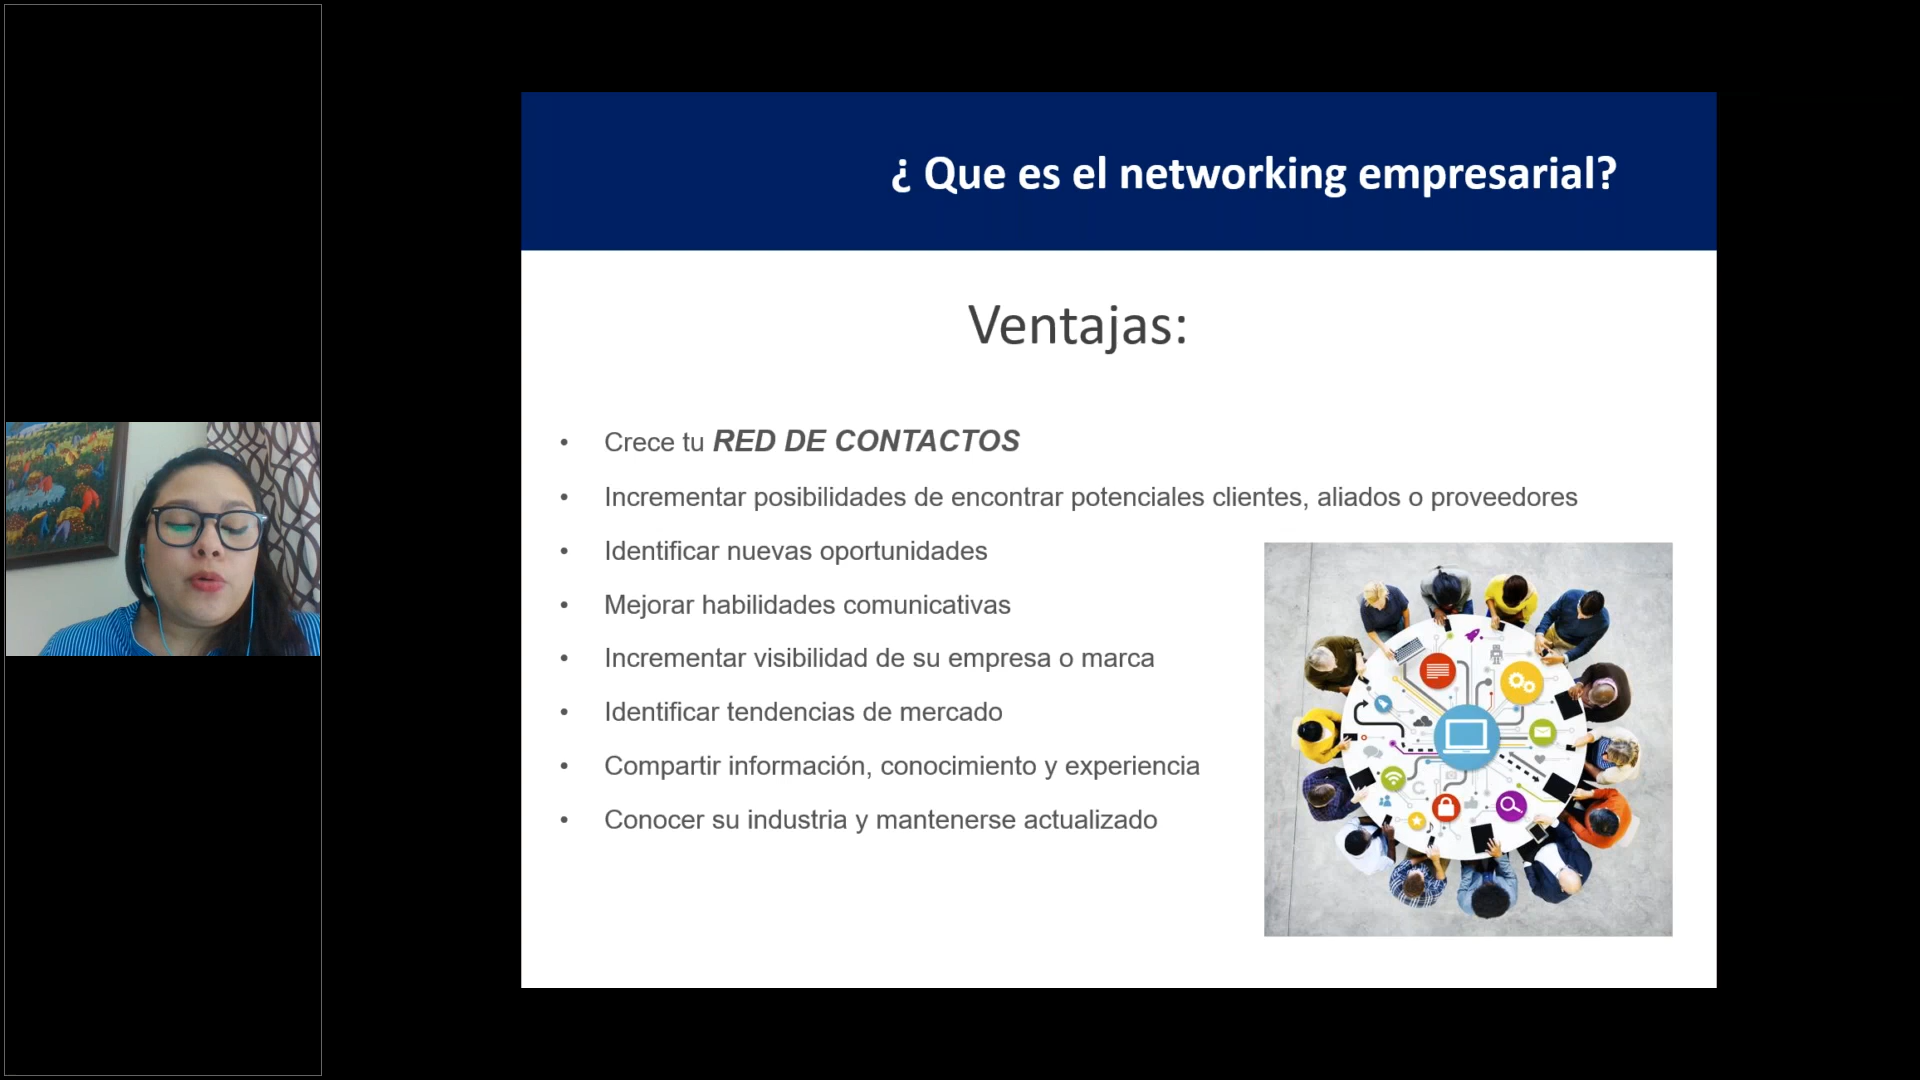 ¿ Que es el networking empresarial?
Ventajas:
• Crece tu RED DE CONTACTOS
• Incrementar posibilidades de encontrar potenciales clientes, aliados o proveedores
• Identificar nuevas oportunidades
• Mejorar habilidades comunicativas
• Incrementar visibilidad de su empresa o marca
• Identificar tendencias de mercado
• Compartir información, conocimiento y experiencia
• Conocer su industria y mantenerse actualizado